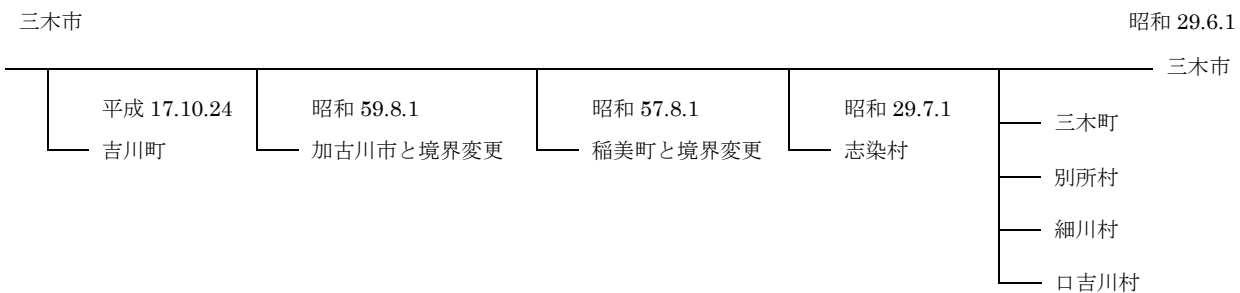 三木市
昭和 29.6.1
三木市
平成 17.10.24
吉川町
昭和 59.8.1
加古川市と境界変更
昭和 57.8.1
稲美町と境界変更
昭和 29.7.1
志染村
三木町
別所村
細川村
口吉川村